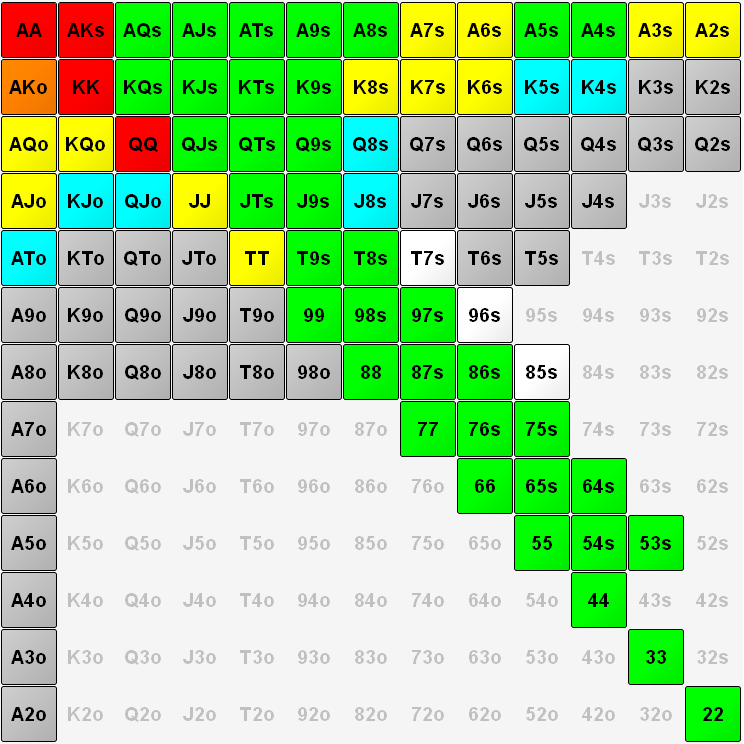 AA AKs AQs AJs ATs A9s A8s A7s A6s A5s A4s A3s A2s
AKo KK KQs KJs KTs K9s K8s K7s K6s K5s K4s K3s K2s
AQo KQo QQ QJs QTs Q9s Q8s Q7s Q6s Q5s Q4s Q3s Q2s
AJo KJo QJo JJ JTs J9s J8s J7s J6s J5s J4s J3s J2s
ATo KTo QTo JTo TT T9s T8s T7s T6s T5s T4s T3s T2s
A9o K9o Q9o J9o T9o 99 98s 97s 96s 95s 94s 93s 92s
A8o K8o Q8o J8o T8o 98o 88 87s 86s 85s 84s 83s 82s
A7o K7o Q7o J7o T7o 97o 87o 77 76s 75s 74s 73s 72s
A6o K6o Q6o J6o T6o 96o 86o 76o 66 65s 64s 63s 62s
A5o K5o Q5o J5o T5o 95o 85o 75o 65o 55 54s 53s 52s
A4o K4o Q4o J4o T4o 94o 84o 74o 64o 54o 44 43s 42s
A3o K3o Q3o J3o T3o 93o 83o 73o 63o 53o 43o 33 32s
A2o K2o Q2o J2o T2o 92o 82o 72o 62o 52o 42o 32o 22